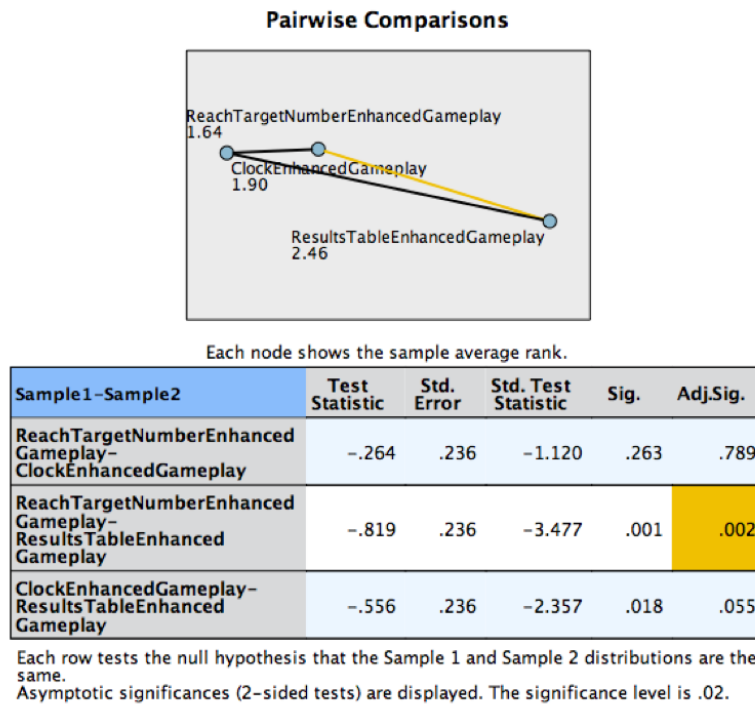 Pairwise Comparisons
ReachTargetNumberEnhancedGameplay
1.64
ClockEnhancedGameplay
1.90
ResultsTableEnhancedGameplay
2.46
Each node shows the sample average rank.
Sample1-Sample2 Test Statistic Std. Error Std. Test Statistic Sig. Adj.Sig.
ReachTargetNumberEnhanced
Gameplay-
ClockEnhancedGameplay
-.264 .236 -1.120 .263 .789
ReachTargetNumberEnhanced
Gameplay-
ResultsTableEnhanced
Gameplay
-.819 .236 -3.477 .001 .002
ClockEnhancedGameplay-
ResultsTableEnhanced
Gameplay
-.556 .236 -2.357 .018 .055
Each row tests the null hypothesis that the Sample 1 and Sample 2 distributions are the
same.
Asymptotic significances (2-sided tests) are displayed. The significance level is .02.